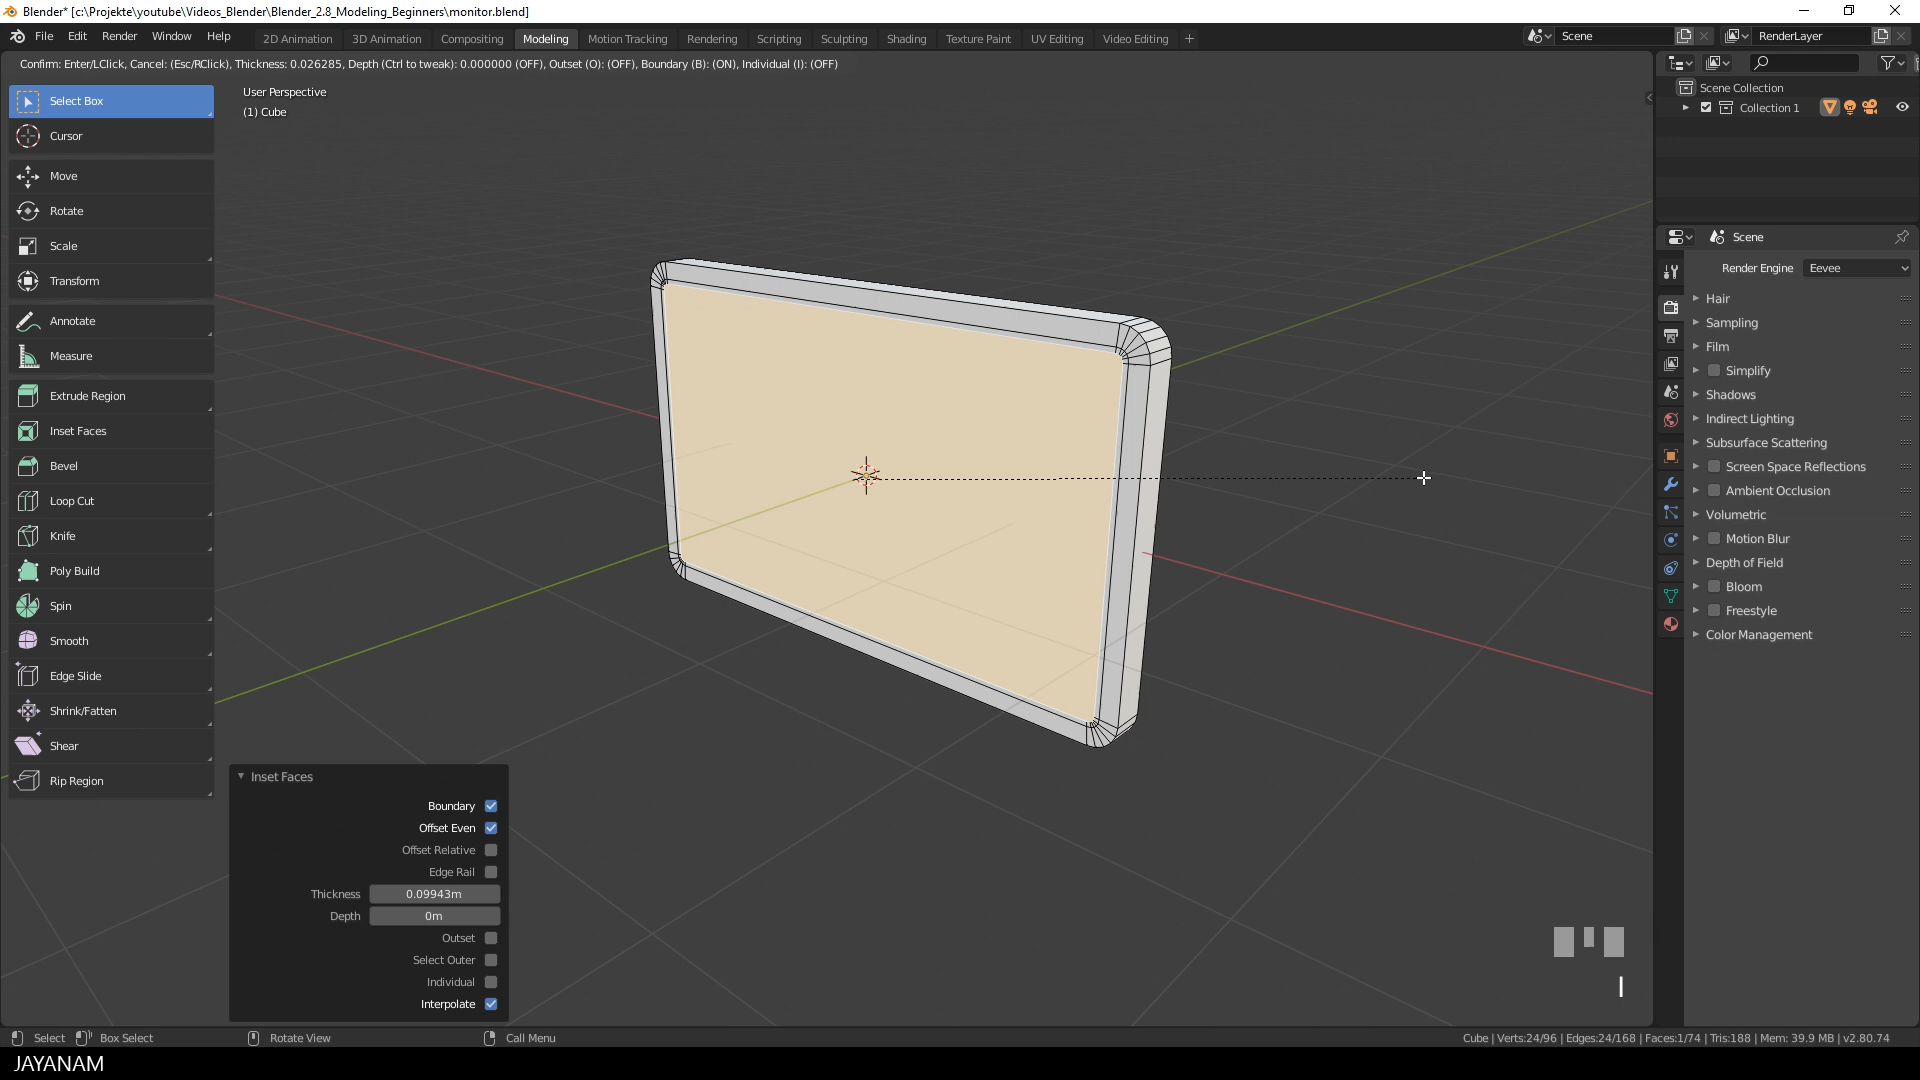 Blender* [c:\Projekte\youtube\Videos_Blender\Blender_2.8_Modeling_Beginners\monitor.blend]
File Edit Render Window Help
2D Animation 3D Animation Compositing Modeling Motion Tracking Rendering Scripting Sculpting Shading Texture Paint UV Editing Video Editing +
Scene
RenderLayer
Confirm: Enter/LClick, Cancel: (Esc/RClick), Thickness: 0.026285, Depth (Ctrl to tweak): 0.000000 (OFF), Outset (O): (OFF), Boundary (B): (ON), Individual (I): (OFF)
User Perspective
(1) Cube
Select Box
Cursor
Move
Rotate
Scale
Transform
Annotate
Measure
Extrude Region
Inset Faces
Bevel
Loop Cut
Knife
Poly Build
Spin
Smooth
Edge Slide
Shrink/Fatten
Shear
Rip Region
Inset Faces
Boundary
Offset Even
Offset Relative
Edge Rail
Thickness 0.09943m
Depth 0m
Outset
Select Outer
Individual
Interpolate
Scene Collection
Collection 1
Scene
Render Engine Eevee
Hair
Sampling
Film
Simplify
Shadows
Indirect Lighting
Subsurface Scattering
Screen Space Reflections
Ambient Occlusion
Volumetric
Motion Blur
Depth of Field
Bloom
Freestyle
Color Management
I
Select Box Select Rotate View Call Menu
Cube | Verts:24/96 | Edges:24/168 | Faces:1/74 | Tris:188 | Mem: 39.9 MB | v2.80.74
JAYANAM